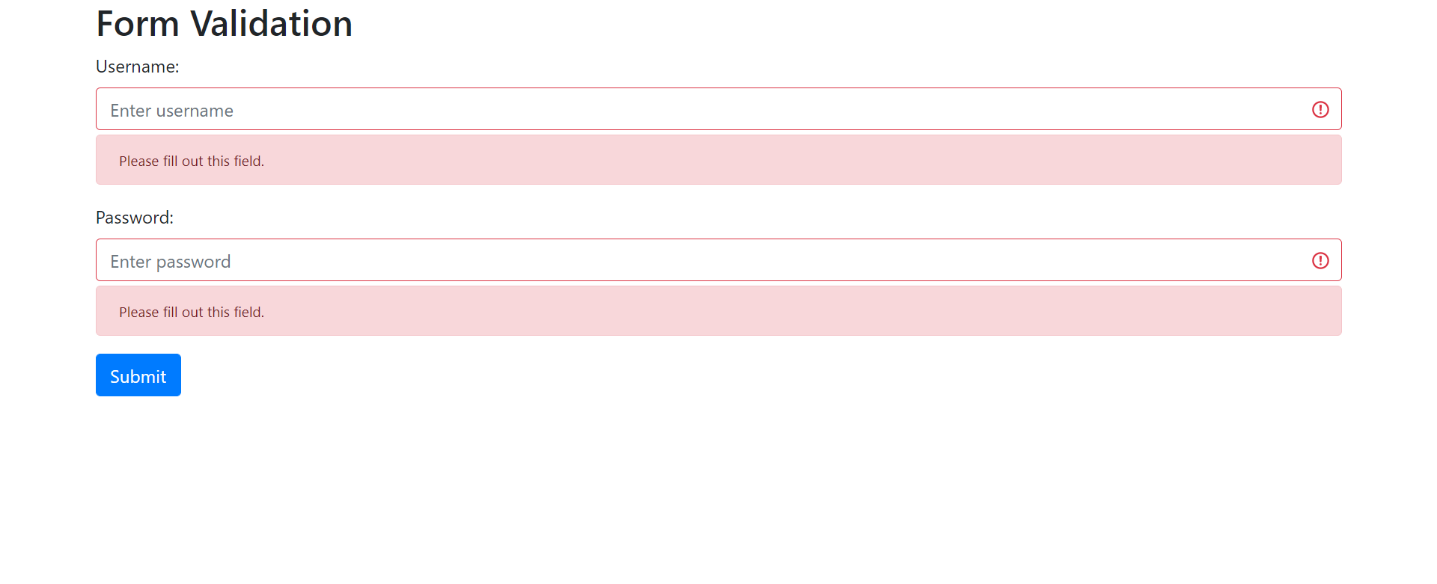 Form Validation
Username:
Enter username
Please fill out this field.
Password:
Enter password
Please fill out this field.
Submit